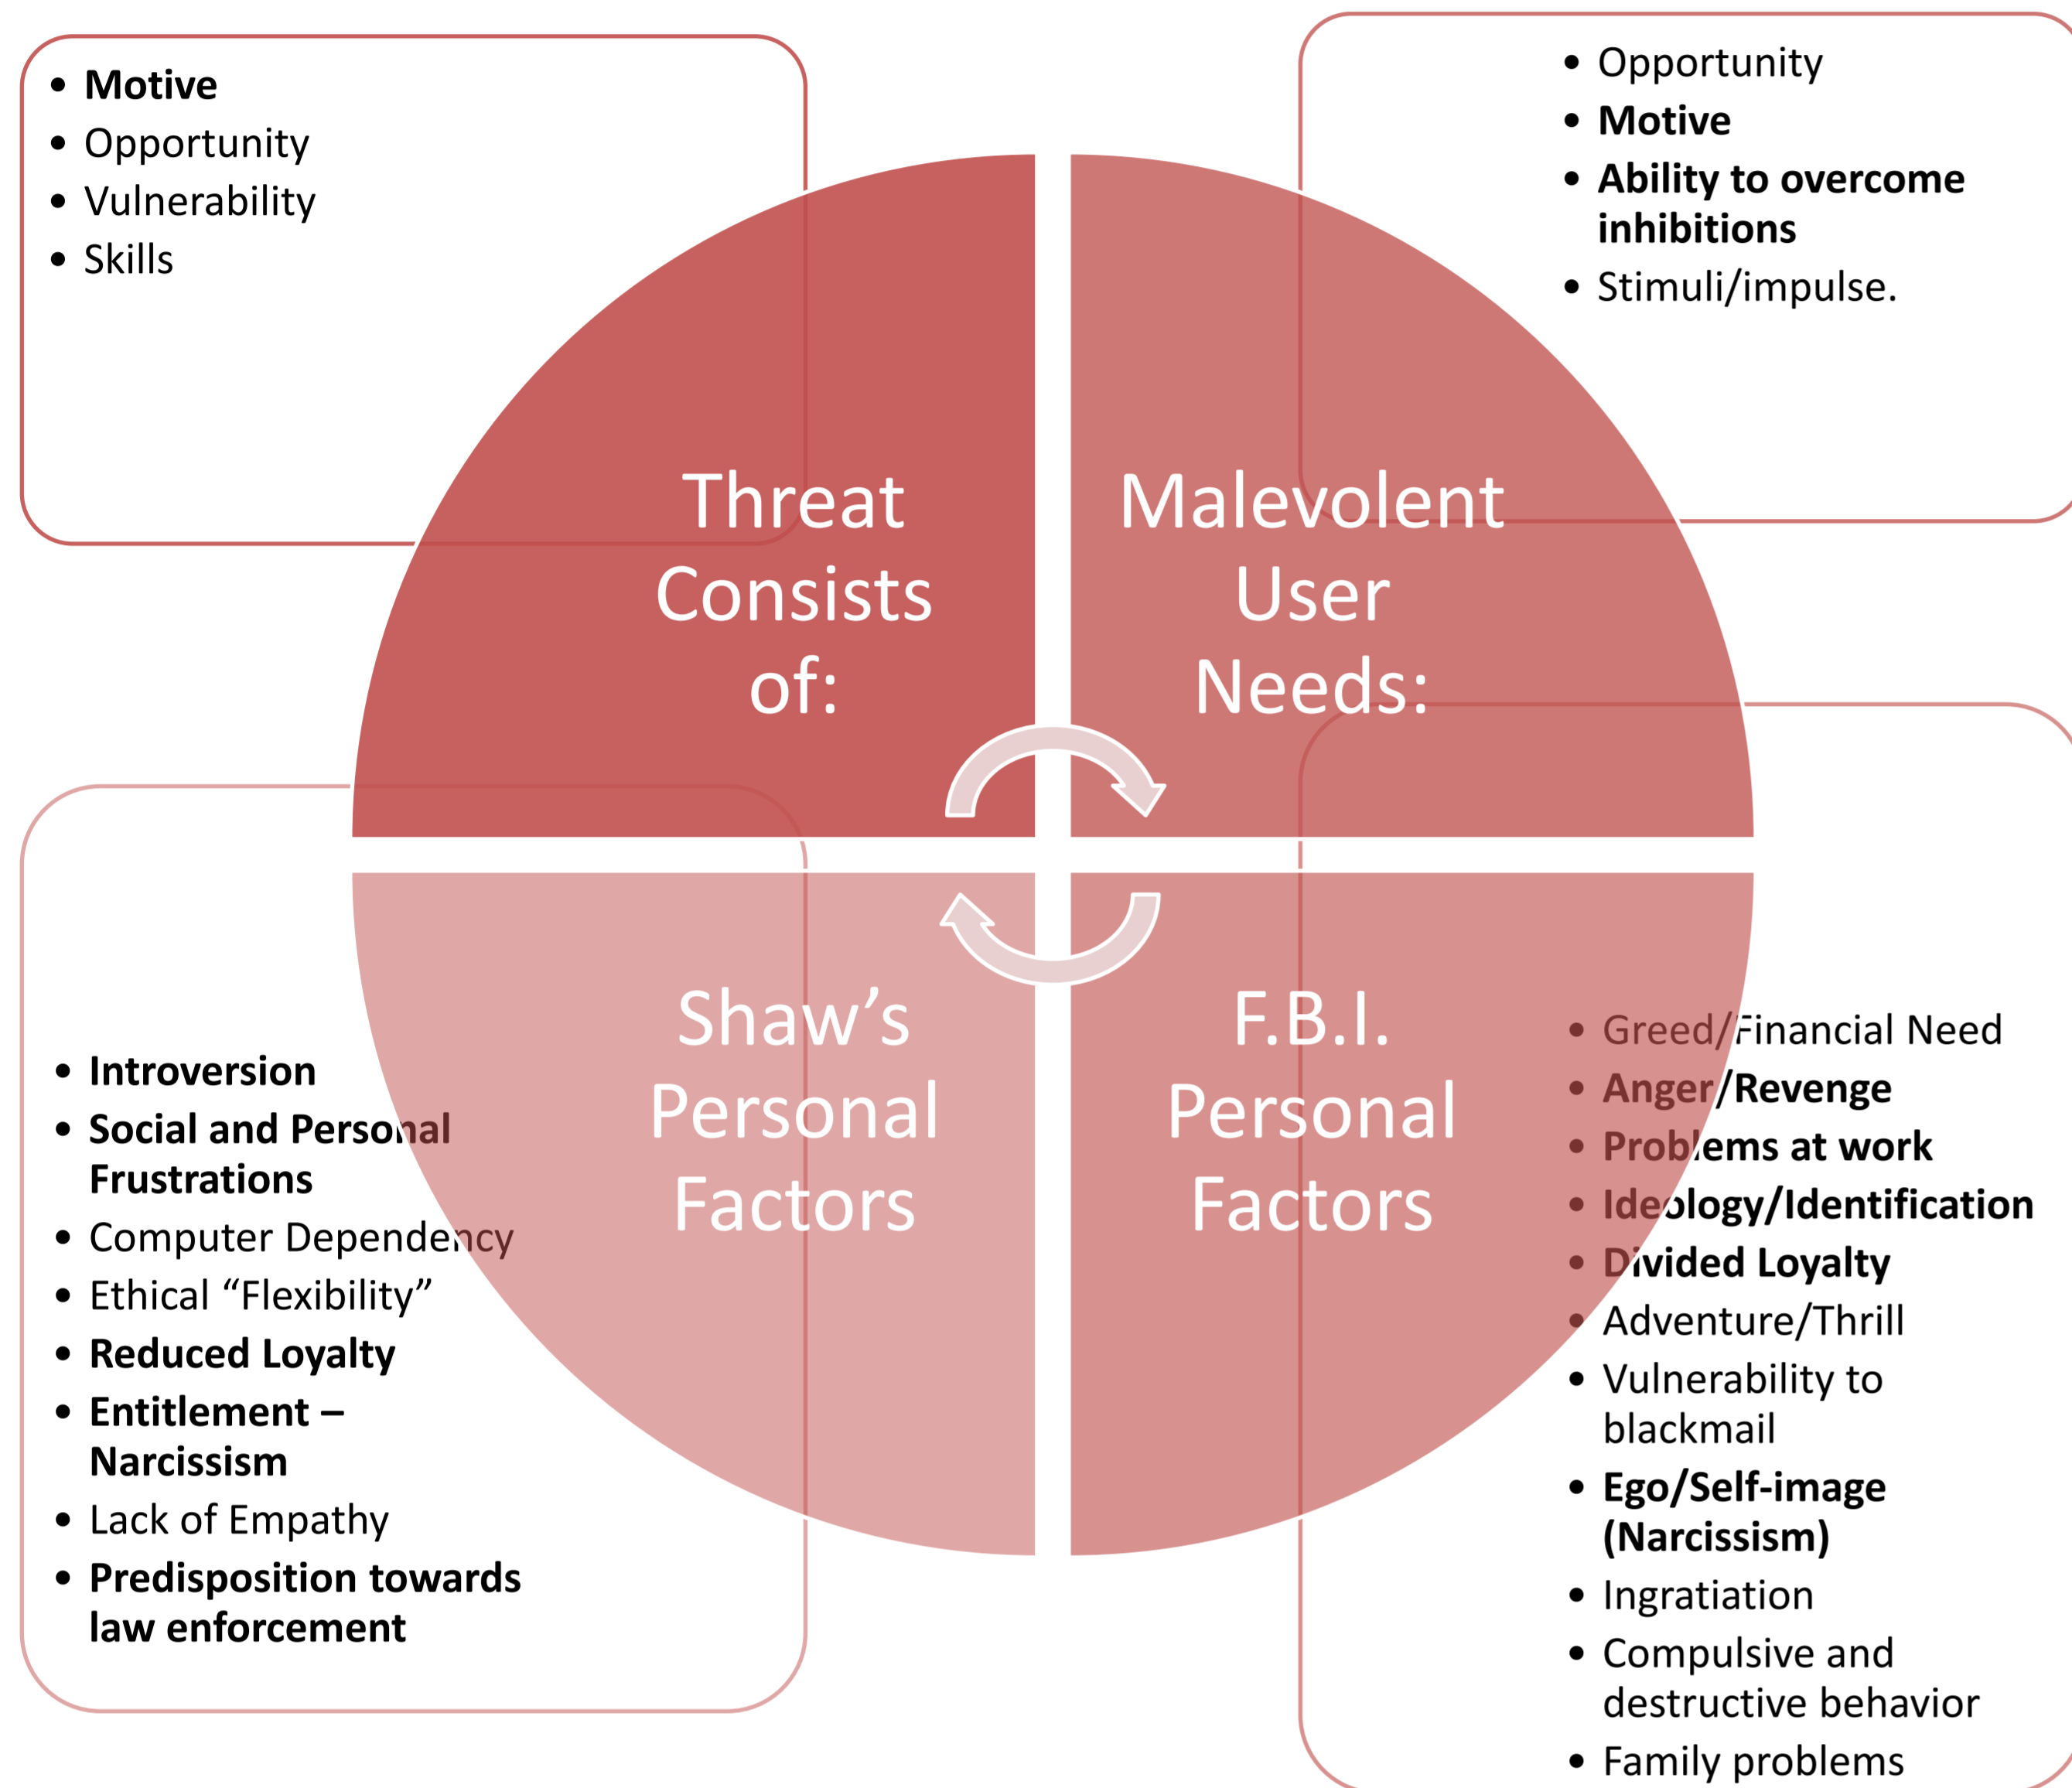 • Motive
• Opportunity
• Vulnerability
• Skills
• Opportunity
• Motive
• Ability to overcome
inhibitions
• Stimuli/impulse.
Threat
Consists
of:
Malevolent
User
Needs:
Shaw’s
Personal
Factors
F.B.I.
Personal
Factors
• Introversion
• Social and Personal
Frustrations
• Computer Dependency
• Ethical “Flexibility”
• Reduced Loyalty
• Entitlement –
Narcissism
• Lack of Empathy
• Predisposition towards
law enforcement
• Greed/Financial Need
• Anger/Revenge
• Problems at work
• Ideology/Identification
• Divided Loyalty
• Adventure/Thrill
• Vulnerability to
blackmail
• Ego/Self-image
(Narcissism)
• Ingratiation
• Compulsive and
destructive behavior
• Family problems